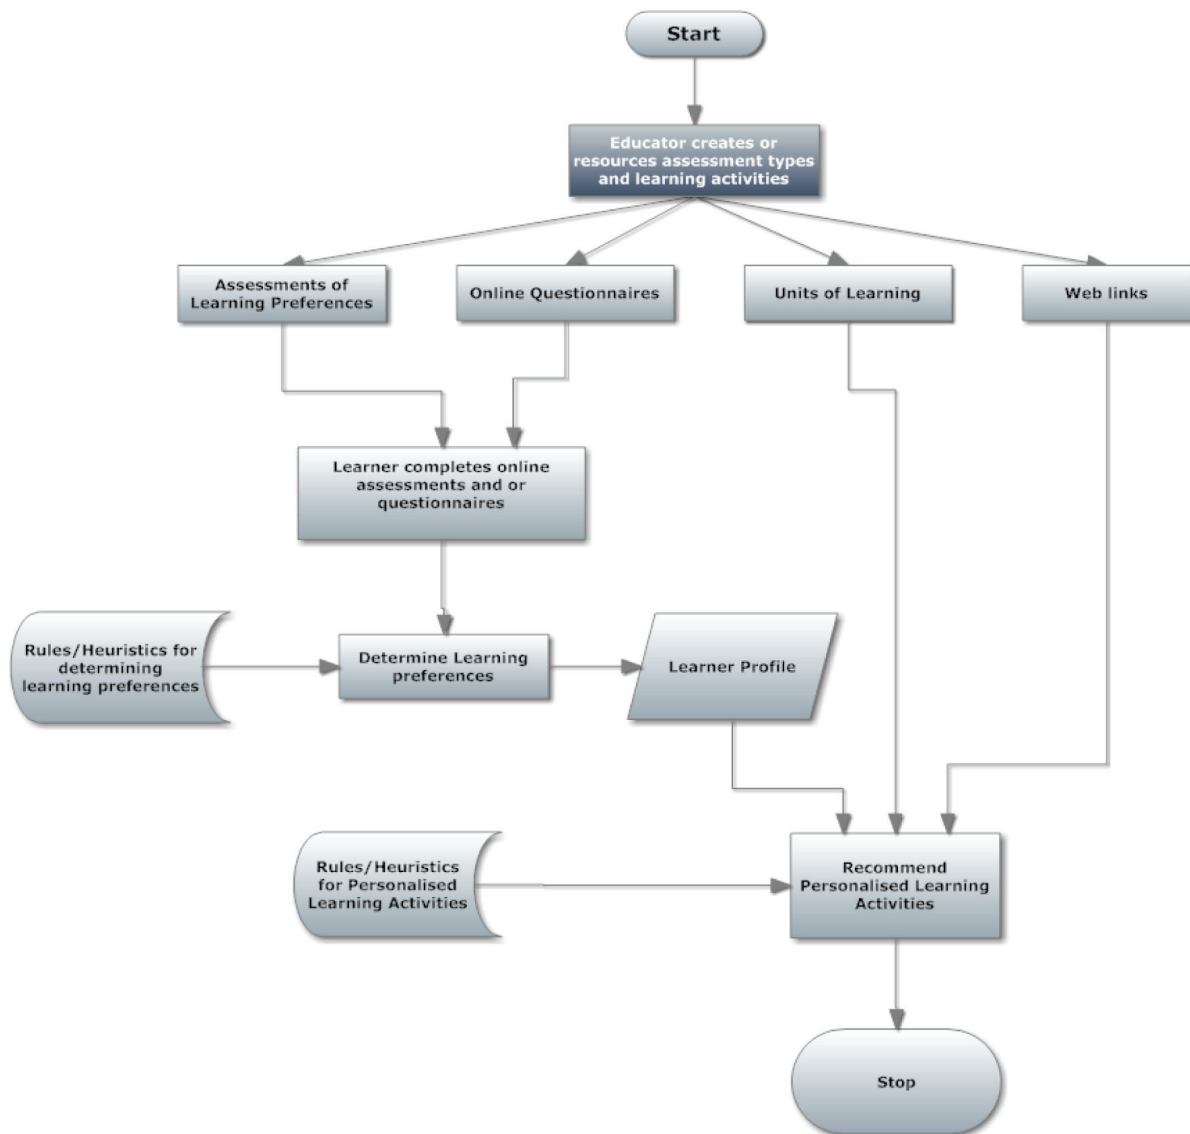 Start
Educator creates or
resources assessment types
and learning activities
Assessments of
Learning Preferences
Online Questionnaires
Units of Learning
Web links
Learner completes online
assessments and or
questionnaires
Rules/Heuristics for
determining
learning preferences
Determine Learning
preferences
Learner Profile
Rules/Heuristics
for Personalised
Learning Activities
Recommend
Personalised Learning
Activities
Stop